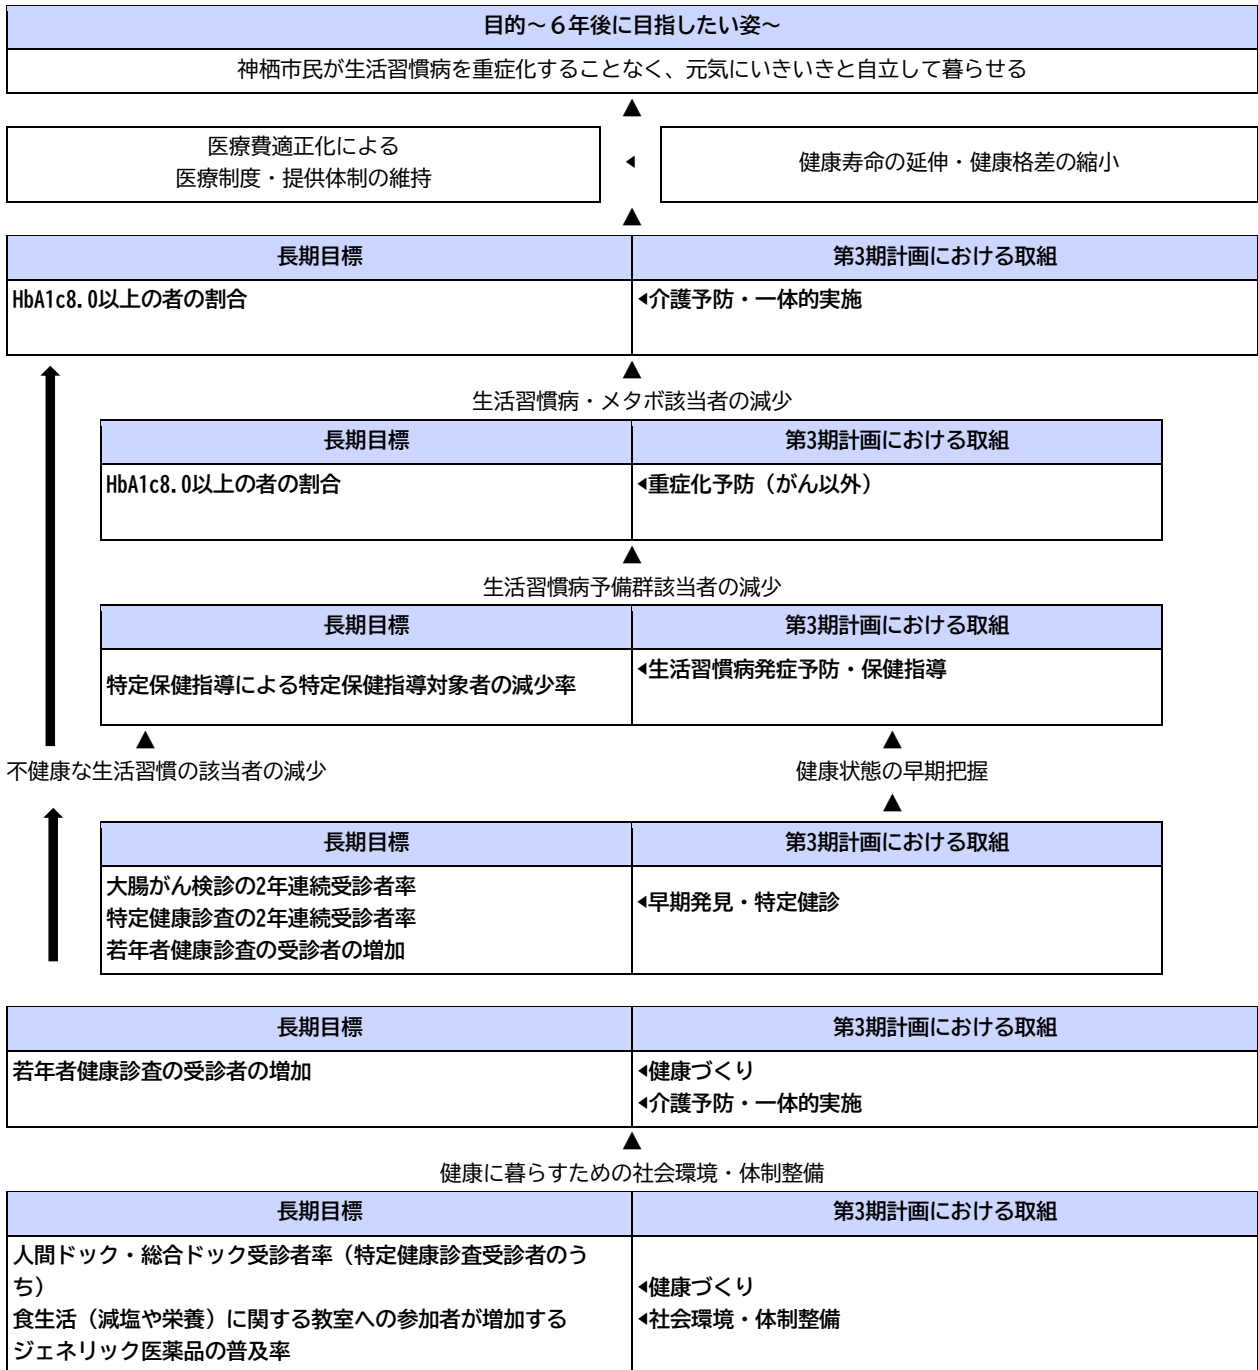 目的～６年後に目指したい姿～
神栖市民が生活習慣病を重症化することなく、元気にいきいきと自立して暮らせる
▲
医療費適正化による
医療制度・提供体制の維持
◀
健康寿命の延伸・健康格差の縮小
▲
長期目標
第3期計画における取組
HbA1c8.0以上の者の割合
◀介護予防・一体的実施
▲
生活習慣病・メタボ該当者の減少
長期目標
第3期計画における取組
HbA1c8.0以上の者の割合
◀重症化予防（がん以外）
▲
生活習慣病予備群該当者の減少
長期目標
第3期計画における取組
特定保健指導による特定保健指導対象者の減少率
◀生活習慣病発症予防・保健指導
▲
▲
不健康な生活習慣の該当者の減少
健康状態の早期把握
▲
長期目標
第3期計画における取組
大腸がん検診の2年連続受診者率
特定健康診査の2年連続受診者率
若年者健康診査の受診者の増加
◀早期発見・特定健診
長期目標
第3期計画における取組
若年者健康診査の受診者の増加
◀健康づくり
◀介護予防・一体的実施
▲
健康に暮らすための社会環境・体制整備
長期目標
第3期計画における取組
人間ドック・総合ドック受診者率（特定健康診査受診者のう
ち）
食生活（減塩や栄養）に関する教室への参加者が増加する
ジェネリック医薬品の普及率
◀健康づくり
◀社会環境・体制整備